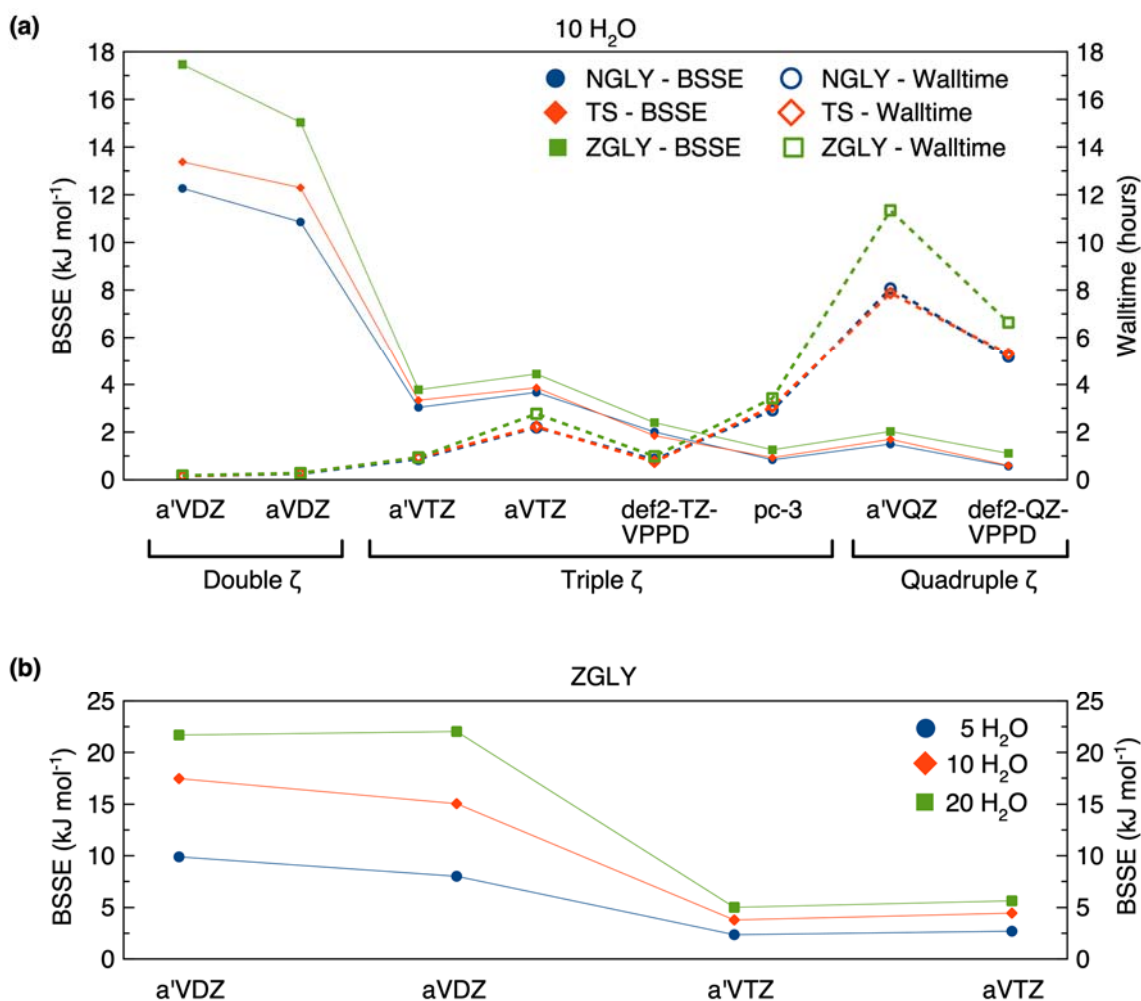 (a)
10 H₂O
BSSE (kJ mol⁻¹)
18
16
14
12
10
8
6
4
2
0
NGLY - BSSE
TS - BSSE
ZGLY - BSSE
NGLY - Walltime
TS - Walltime
ZGLY - Walltime
18
16
14
12
10
8
6
4
2
0
Walltime (hours)
a'VDZ
aVDZ
a'VTZ
aVTZ
def2-TZ-
VPPD
pc-3
a'VQZ
def2-QZ-
VPPD
Double ζ
Triple ζ
Quadruple ζ
(b)
ZGLY
BSSE (kJ mol⁻¹)
25
20
15
10
5
0
5 H₂O
10 H₂O
20 H₂O
25
20
15
10
5
0
BSSE (kJ mol⁻¹)
a'VDZ
aVDZ
a'VTZ
aVTZ